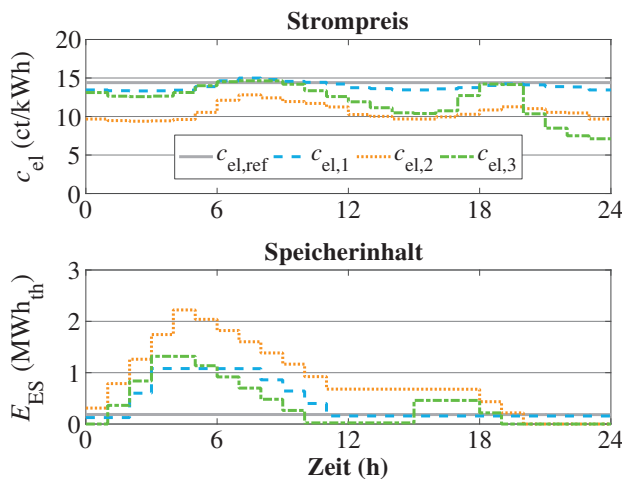 Strompreis
c_el (ct/kWh)
20
15
10
5
0
c_el,ref c_el,1 c_el,2 c_el,3
0 6 12 18 24
Speicherinhalt
E_ES (MWh_th)
3
2
1
0
0 6 12 18 24
Zeit (h)